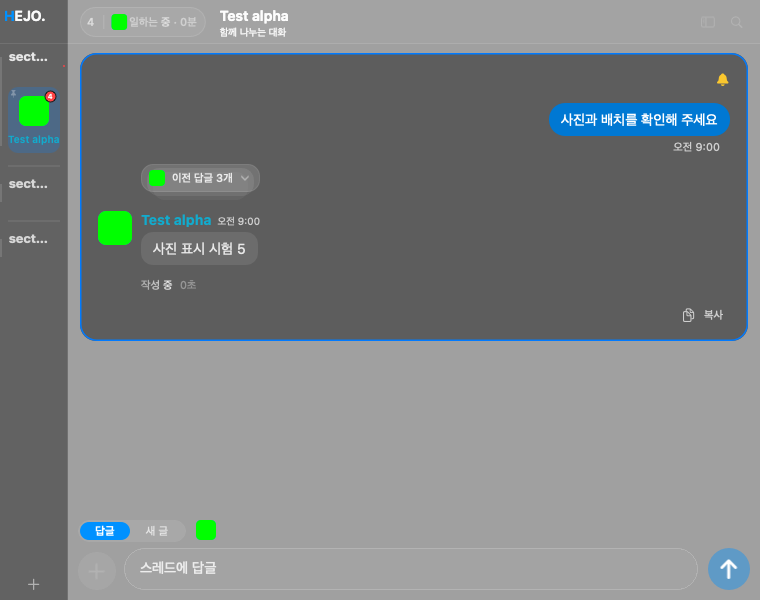 HEJO.
4 | 일하는 중 · 0분
Test alpha
함께 나누는 대화
sect...
4
Test alpha
sect...
sect...
사진과 배치를 확인해 주세요
오전 9:00
이전 답글 3개
Test alpha 오전 9:00
사진 표시 시험 5
작성 중 0초
복사
답글 새 글
스레드에 답글